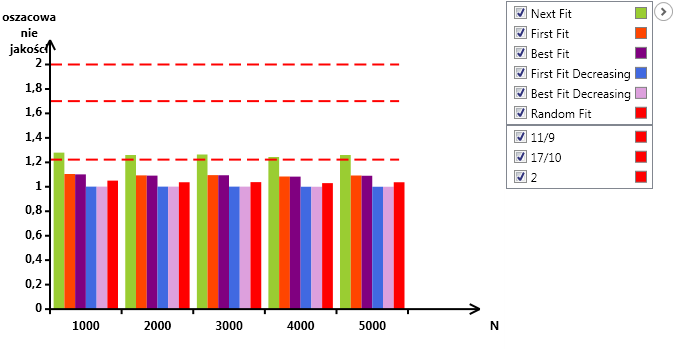 oszacowa
nie
jakości
2
1,8
1,6
1,4
1,2
1
0,8
0,6
0,4
0,2
0
1000 2000 3000 4000 5000 N
Next Fit
First Fit
Best Fit
First Fit Decreasing
Best Fit Decreasing
Random Fit
11/9
17/10
2